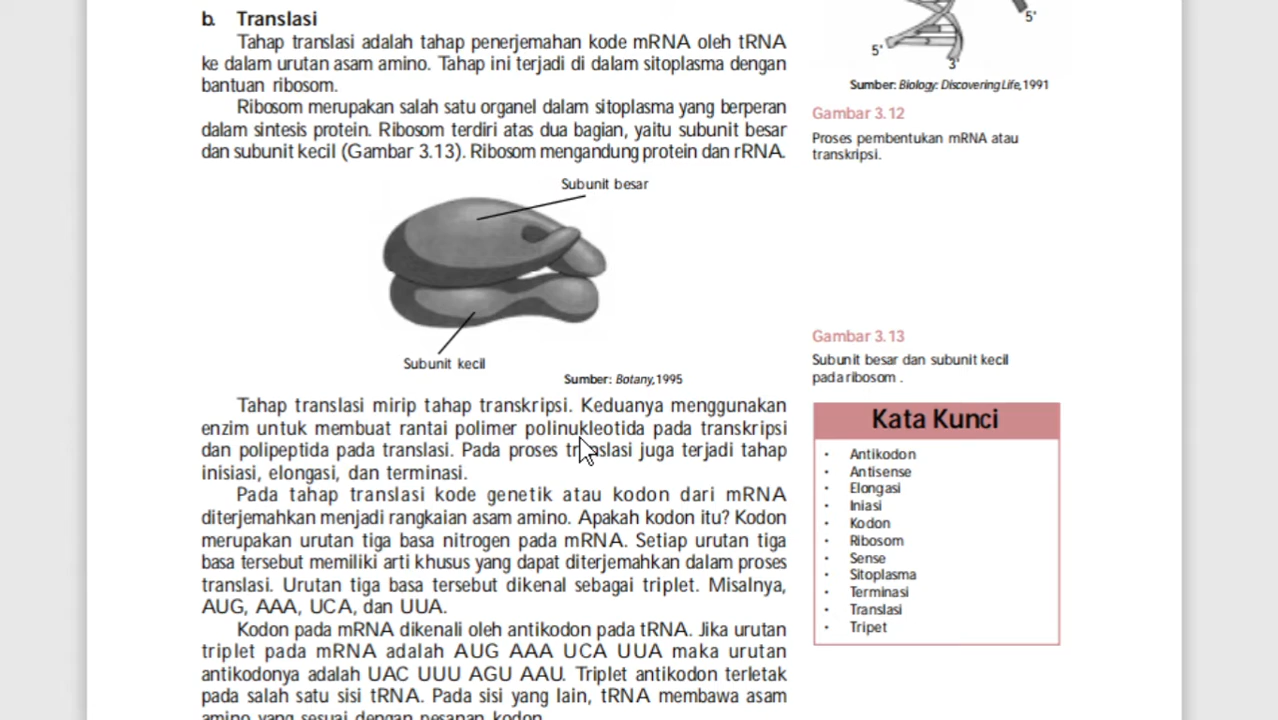 b. Translasi
Tahap translasi adalah tahap penerjemahan kode mRNA oleh tRNA
ke dalam urutan asam amino. Tahap ini terjadi di dalam sitoplasma dengan
bantuan ribosom.
Ribosom merupakan salah satu organel dalam sitoplasma yang berperan
dalam sintesis protein. Ribosom terdiri atas dua bagian, yaitu subunit besar
dan subunit kecil (Gambar 3.13). Ribosom mengandung protein dan rRNA.
Subunit besar
Subunit kecil
Sumber: Botany, 1995
Tahap translasi mirip tahap transkripsi. Keduanya menggunakan
enzim untuk membuat rantai polimer polinukleotida pada transkripsi
dan polipeptida pada translasi. Pada proses translasi juga terjadi tahap
inisiasi, elongasi, dan terminasi.
Pada tahap translasi kode genetik atau kodon dari mRNA
diterjemahkan menjadi rangkaian asam amino. Apakah kodon itu? Kodon
merupakan urutan tiga basa nitrogen pada mRNA. Setiap urutan tiga
basa tersebut memiliki arti khusus yang dapat diterjemahkan dalam proses
translasi. Urutan tiga basa tersebut dikenal sebagai triplet. Misalnya,
AUG, AAA, UCA, dan UUA.
Kodon pada mRNA dikenali oleh antikodon pada tRNA. Jika urutan
triplet pada mRNA adalah AUG AAA UCA UUA maka urutan
antikodonya adalah UAC UUU AGU AAU. Triplet antikodon terletak
pada salah satu sisi tRNA. Pada sisi yang lain, tRNA membawa asam
amino yang sesuai dengan pesanan kodon.
5'
5'
3'
Sumber: Biology: Discovering Life, 1991
Gambar 3.12
Proses pembentukan mRNA atau
transkripsi.
Gambar 3.13
Subunit besar dan subunit kecil
pada ribosom .
Kata Kunci
• Antikodon
• Antisense
• Elongasi
• Iniasi
• Kodon
• Ribosom
• Sense
• Sitoplasma
• Terminasi
• Translasi
• Tripet